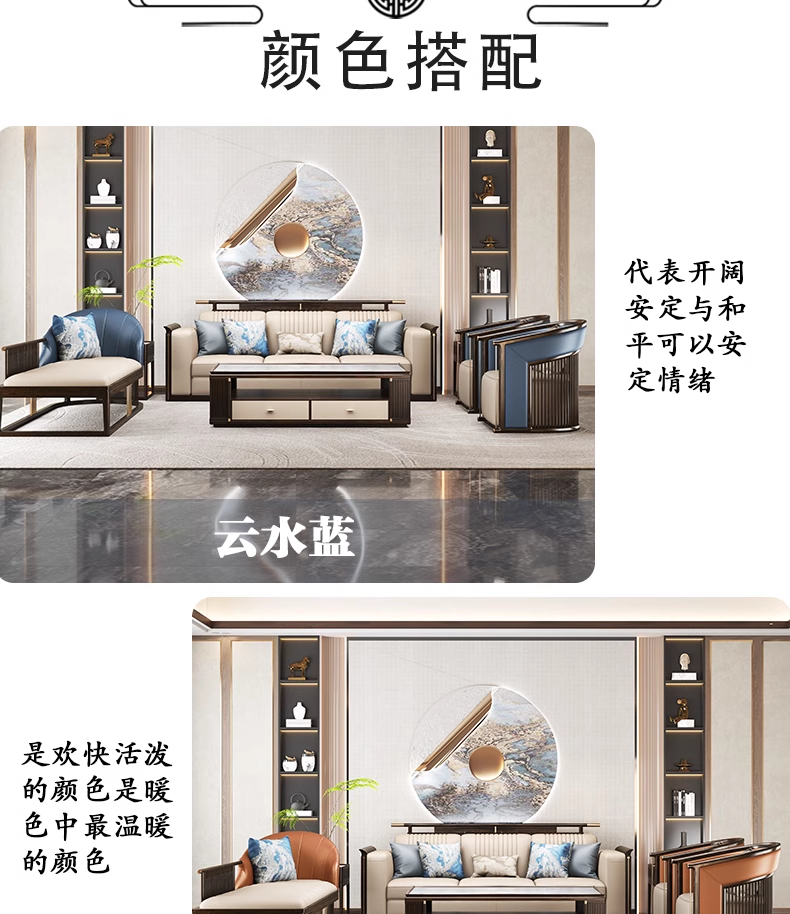 颜色搭配
代表开阔
安定与和
平可以安
定情绪
云水蓝
是欢快活泼
的颜色是暖
色中最温暖
的颜色